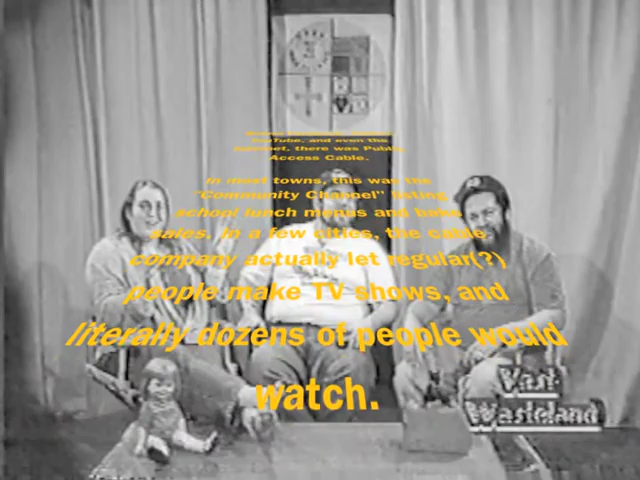 YouTube, and even the
internet, there was Public
Access Cable.
In most towns, this was the
"Community Channel" listing
school lunch menus and bake
sales. In a few cities, the cable
company actually let regular(?)
people make TV shows, and
literally dozens of people would
watch.
Vast
Wasteland